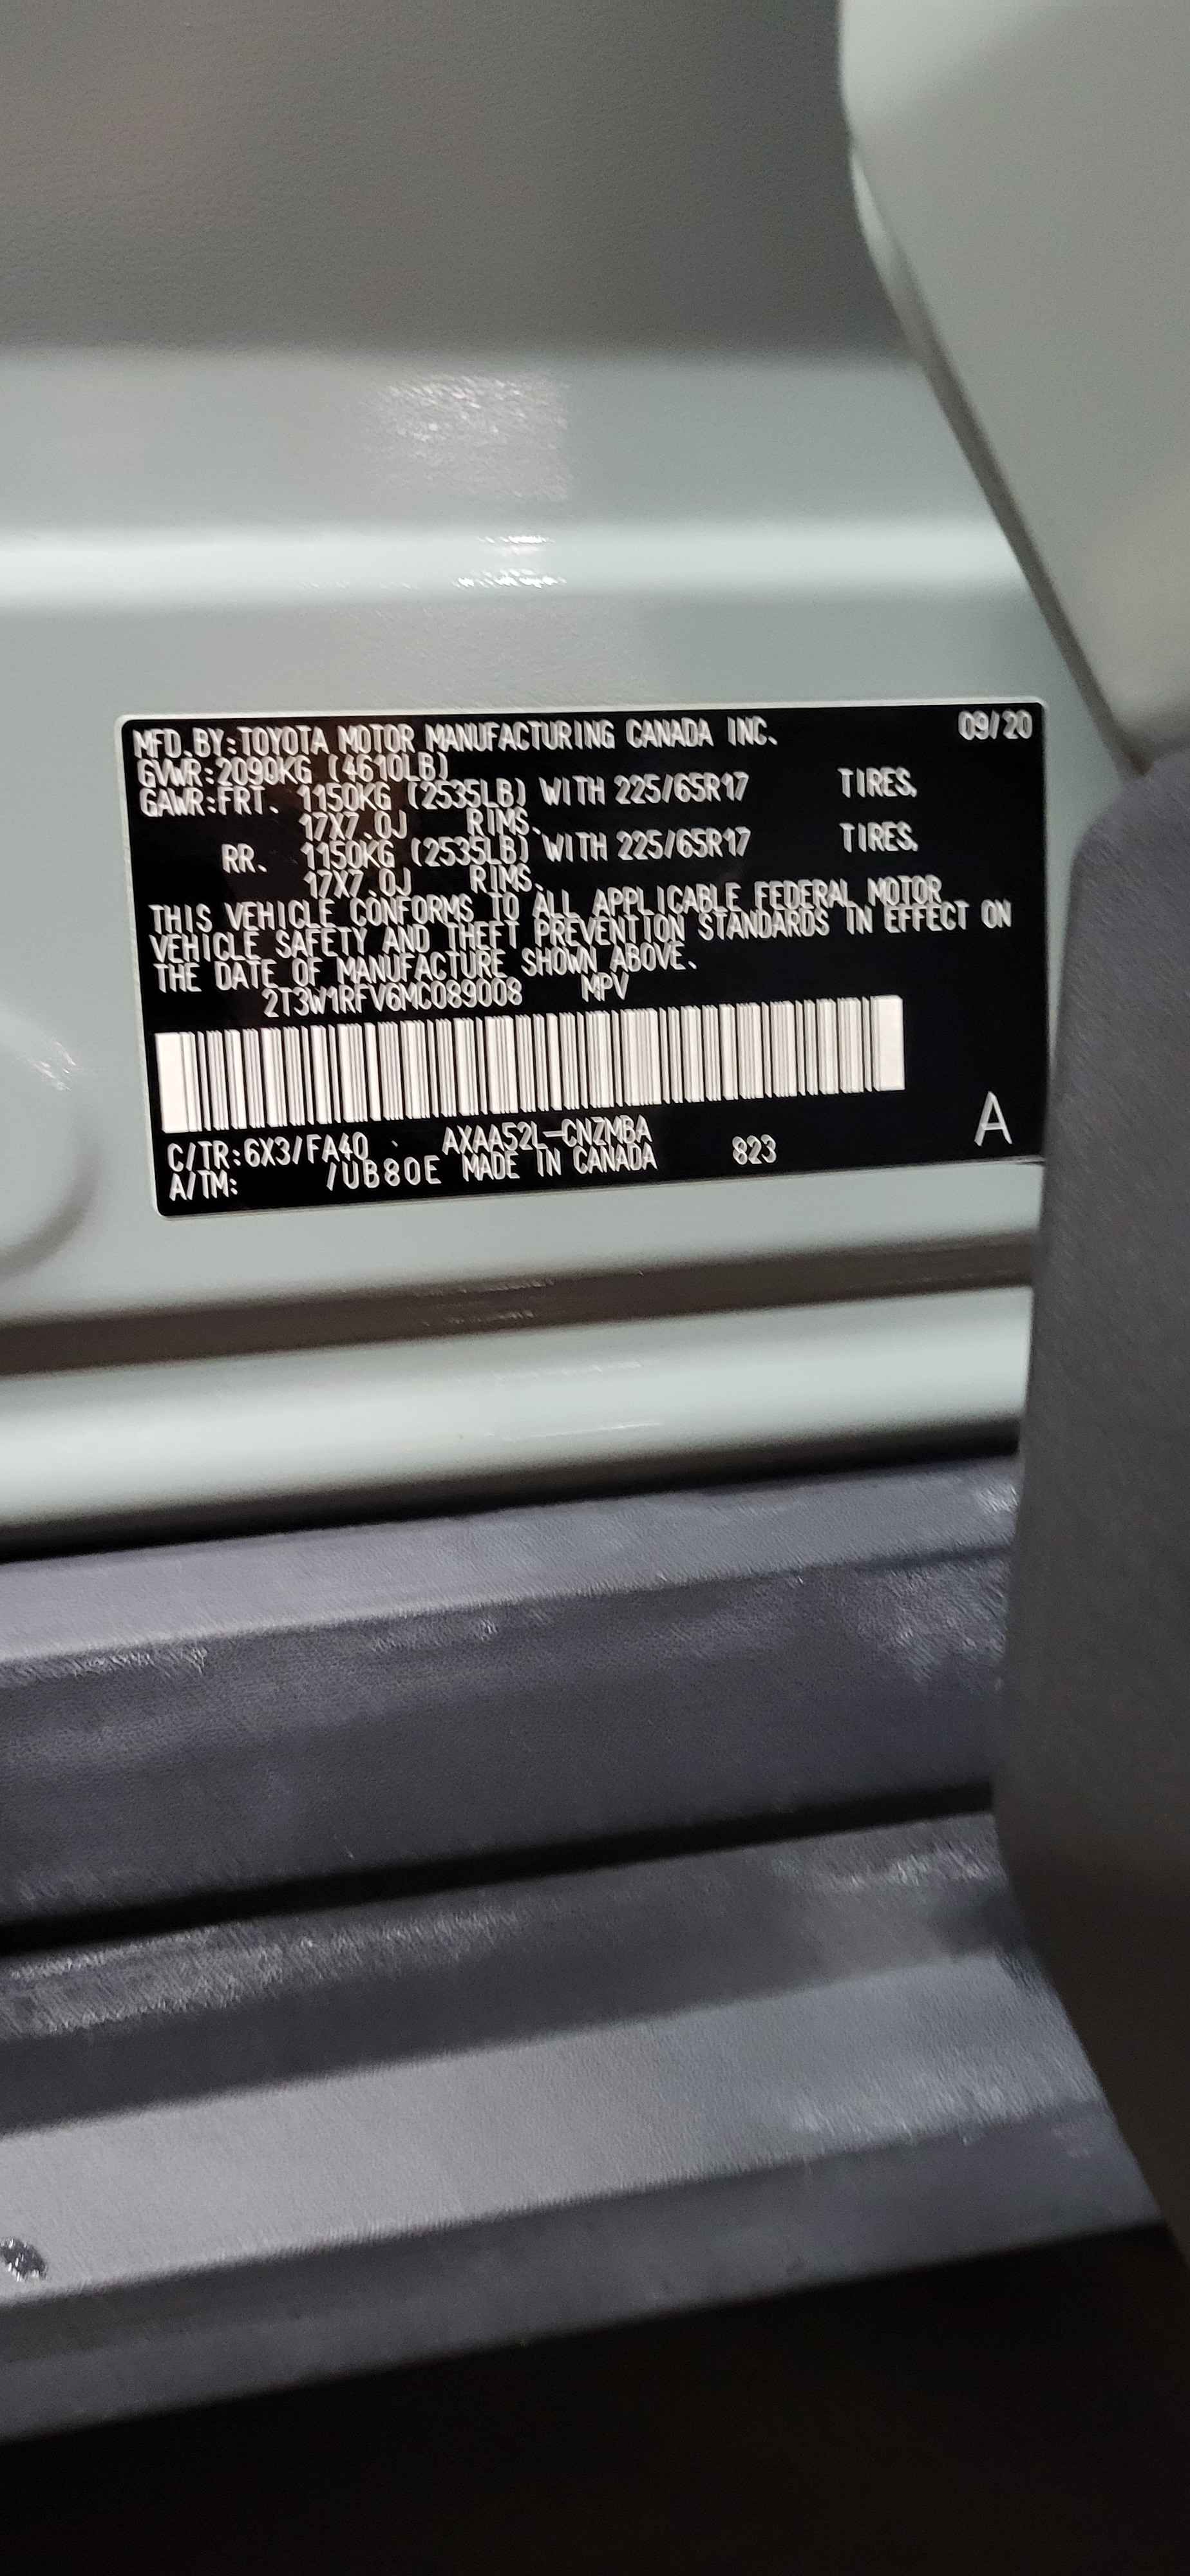 MFD.BY:TOYOTA MOTOR MANUFACTURING CANADA INC. 09/20
GVWR:2090KG (4610LB)
GAWR:FRT. 1150KG (2535LB) WITH 225/65R17 TIRES,
17X7.0J RIMS.
RR. 1150KG (2535LB) WITH 225/65R17 TIRES,
17X7.0J RIMS.
THIS VEHICLE CONFORMS TO ALL APPLICABLE FEDERAL MOTOR
VEHICLE SAFETY AND THEFT PREVENTION STANDARDS IN EFFECT ON
THE DATE OF MANUFACTURE SHOWN ABOVE.
2T3W1RFV6MC089008 MPV
C/TR:6X3/FA40 AXAA52L-CNZMBA A
A/TM: /UB80E MADE IN CANADA 823